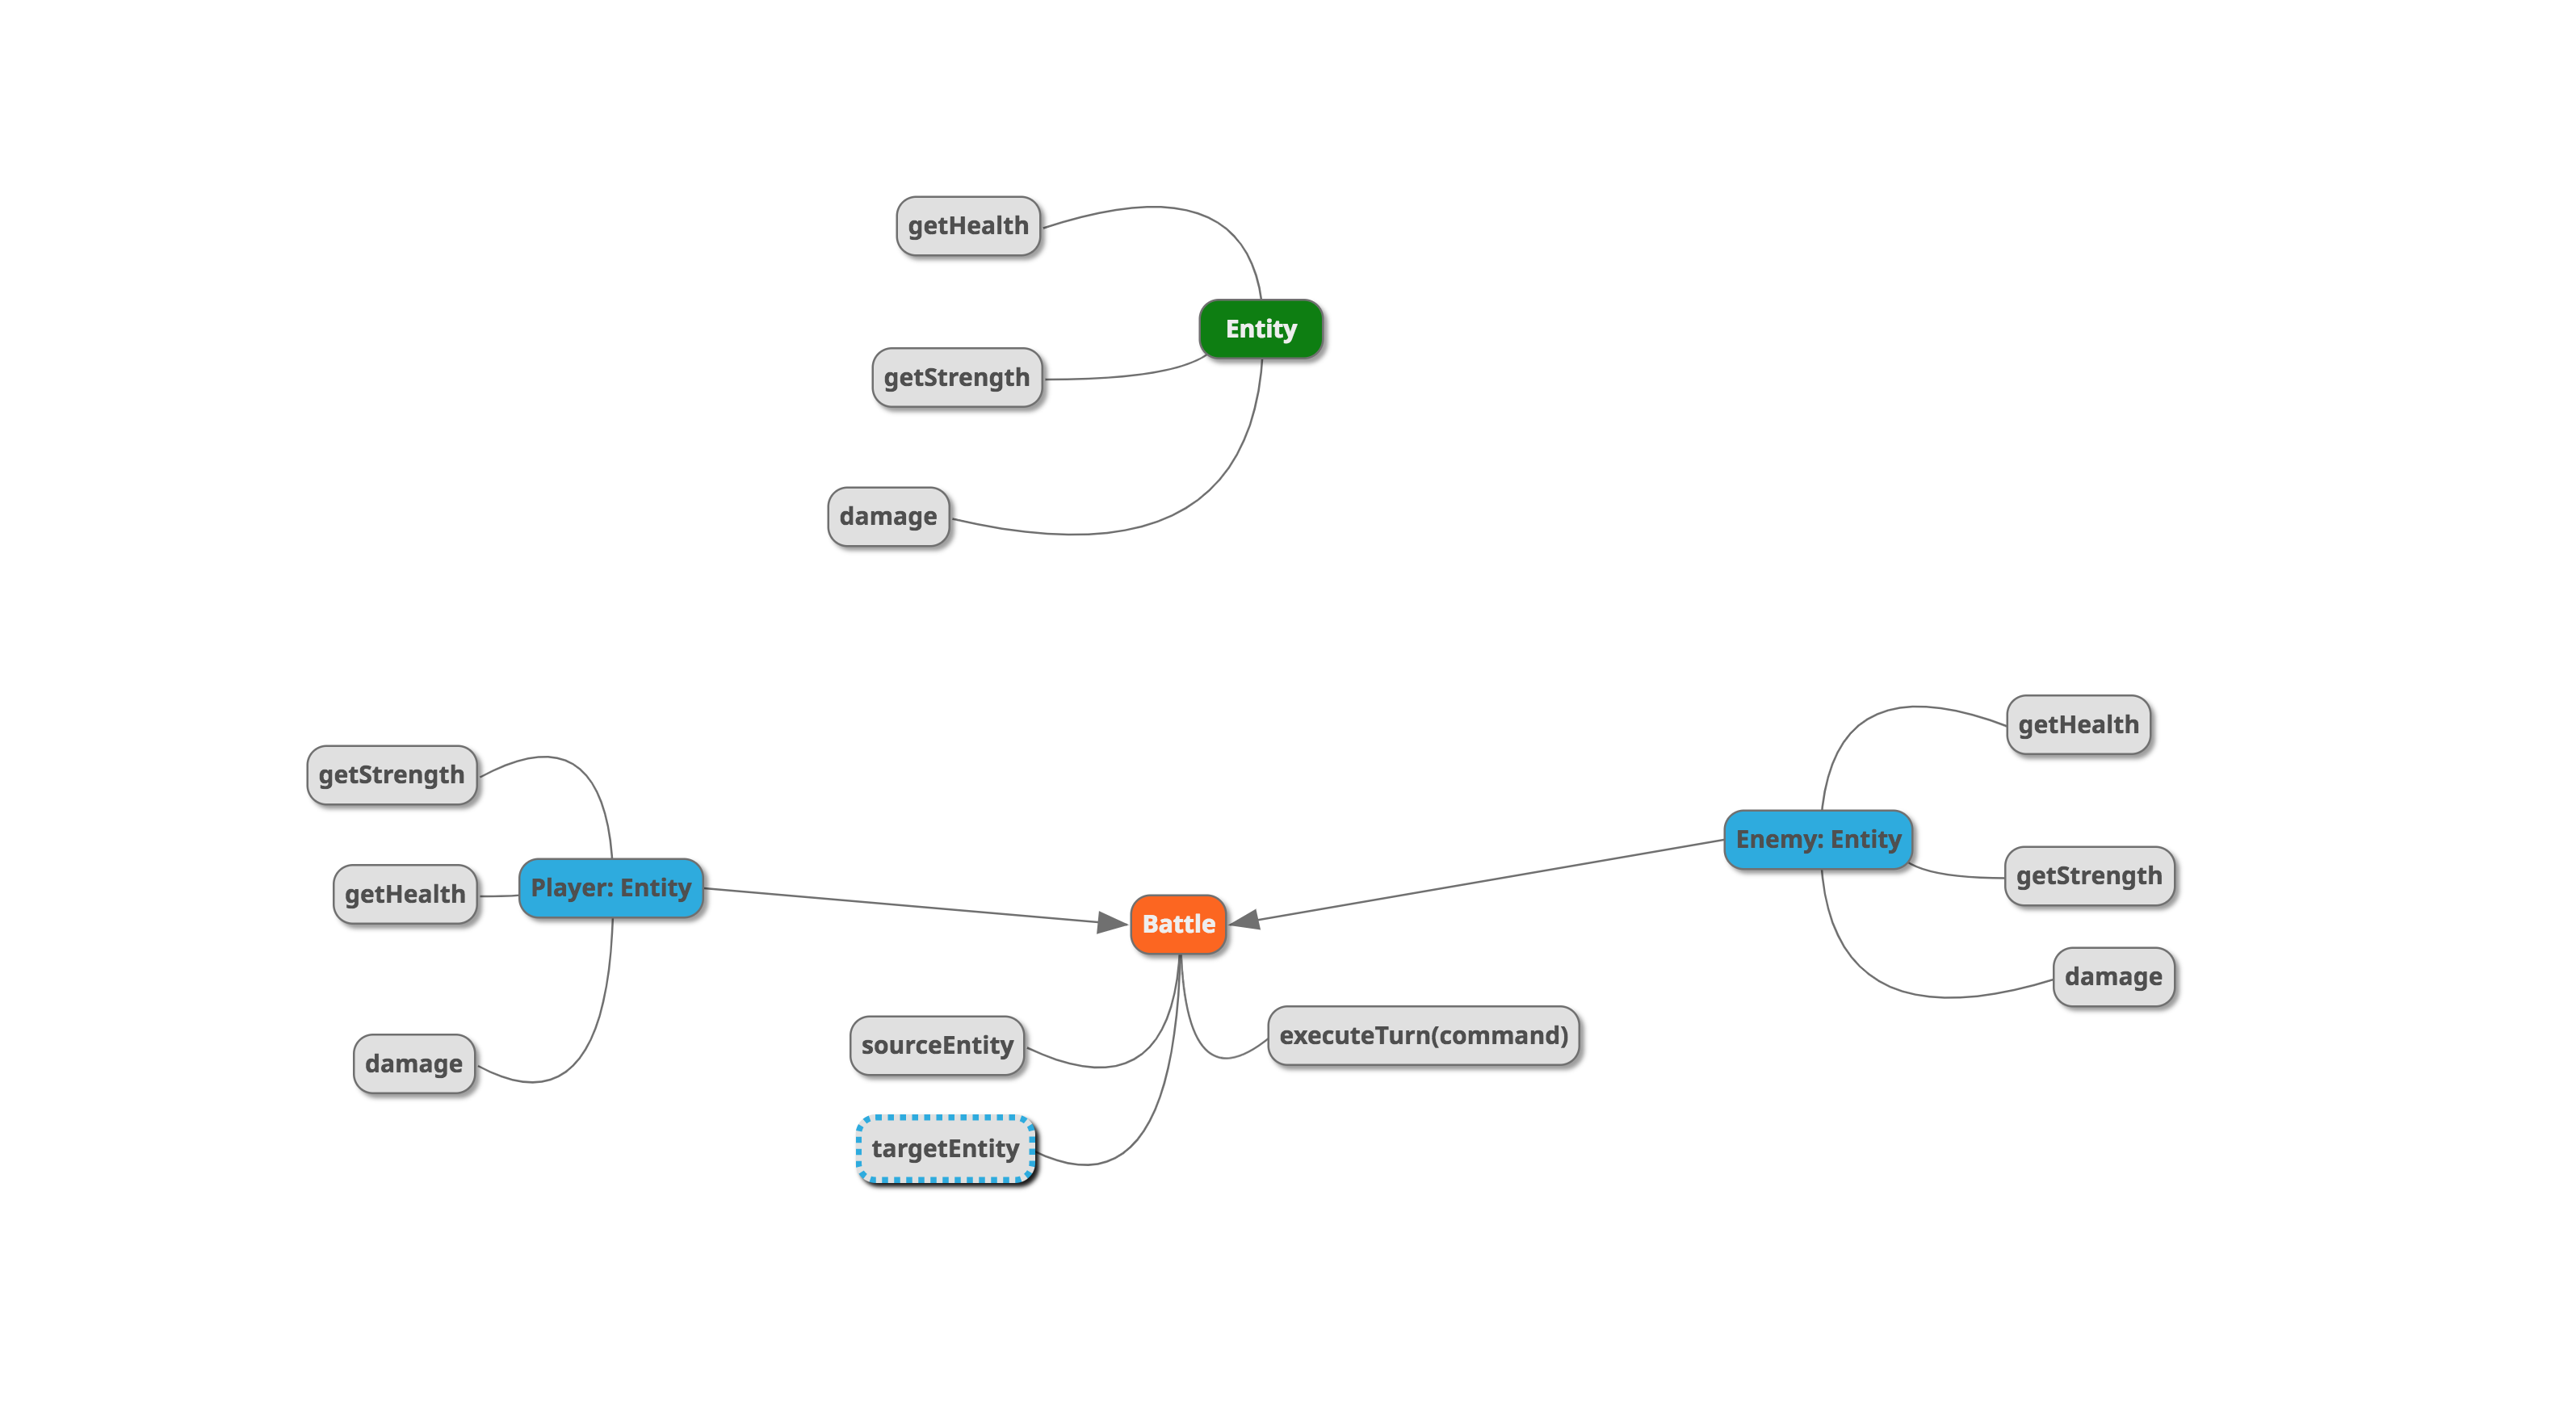 getHealth
Entity
getStrength
damage
getHealth
getStrength
Enemy: Entity
getStrength
getHealth
Player: Entity
Battle
damage
sourceEntity
executeTurn(command)
damage
targetEntity